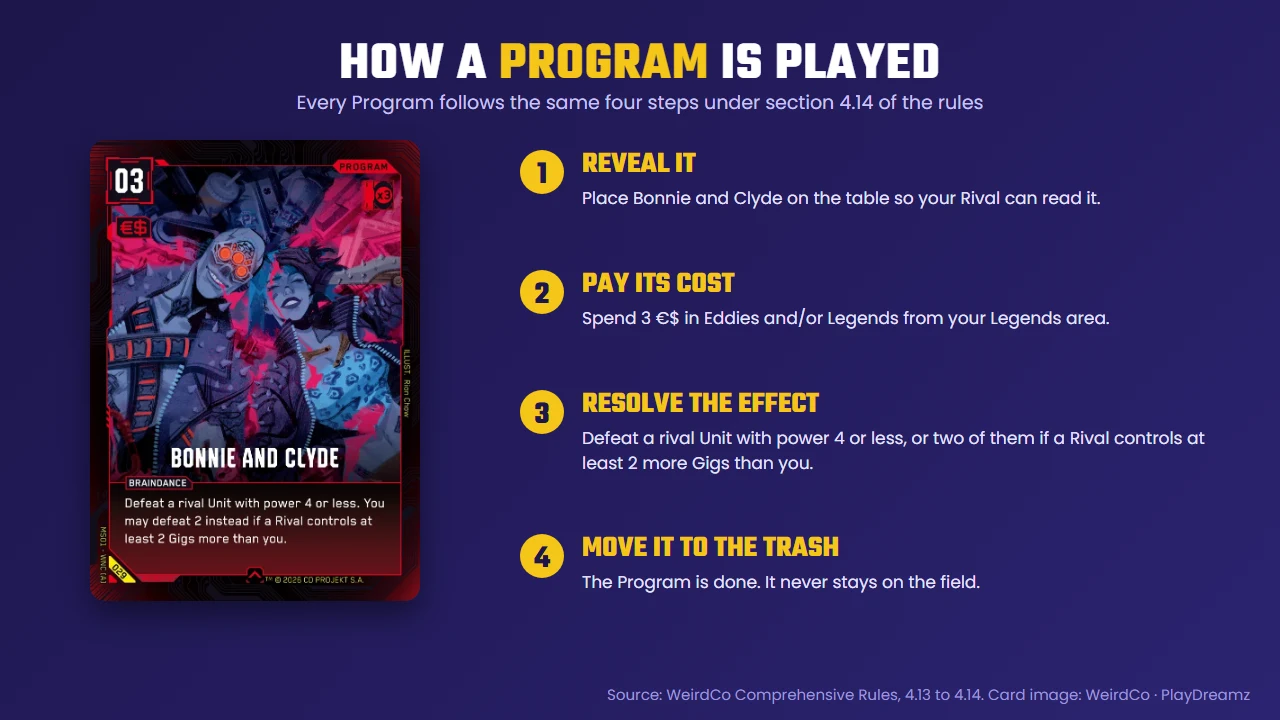 HOW A PROGRAM IS PLAYED
Every Program follows the same four steps under section 4.14 of the rules
03
PROGRAM
x3
€$
ILLUST. Rian Chow
BONNIE AND CLYDE
BRAINDANCE
Defeat a rival Unit with power 4 or less. You
may defeat 2 instead if a Rival controls at
least 2 Gigs more than you.
029
TM © 2026 CD PROJEKT S.A.
1
REVEAL IT
Place Bonnie and Clyde on the table so your Rival can read it.
2
PAY ITS COST
Spend 3 €$ in Eddies and/or Legends from your Legends area.
3
RESOLVE THE EFFECT
Defeat a rival Unit with power 4 or less, or two of them if a Rival controls at
least 2 more Gigs than you.
4
MOVE IT TO THE TRASH
The Program is done. It never stays on the field.
Source: WeirdCo Comprehensive Rules, 4.13 to 4.14. Card image: WeirdCo · PlayDreamz